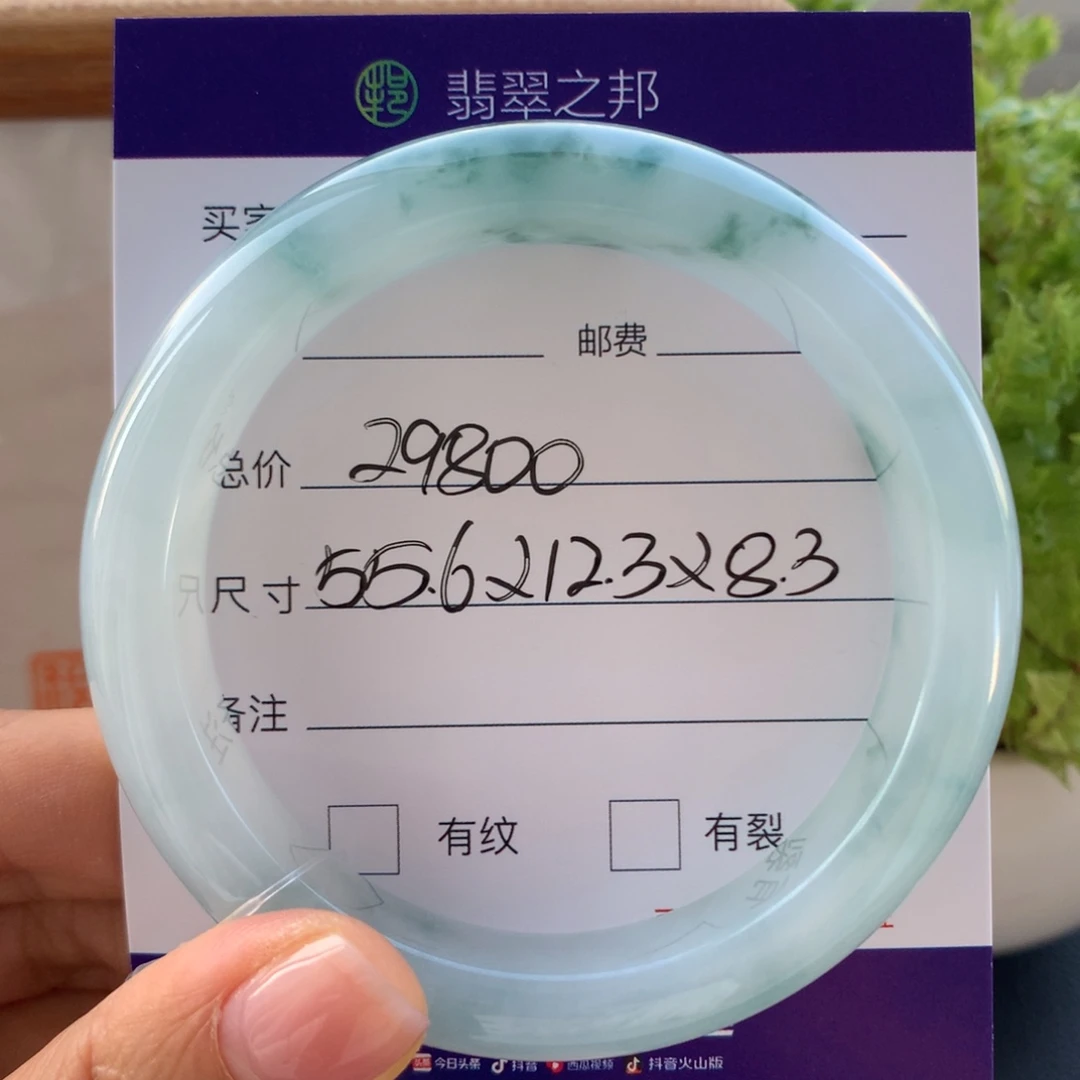 翡翠之邦
买家
邮费
总价 29800
尺寸 55.6x12.3x8.3
备注
有纹 有裂
今日头条 抖音 西瓜视频 抖音火山版